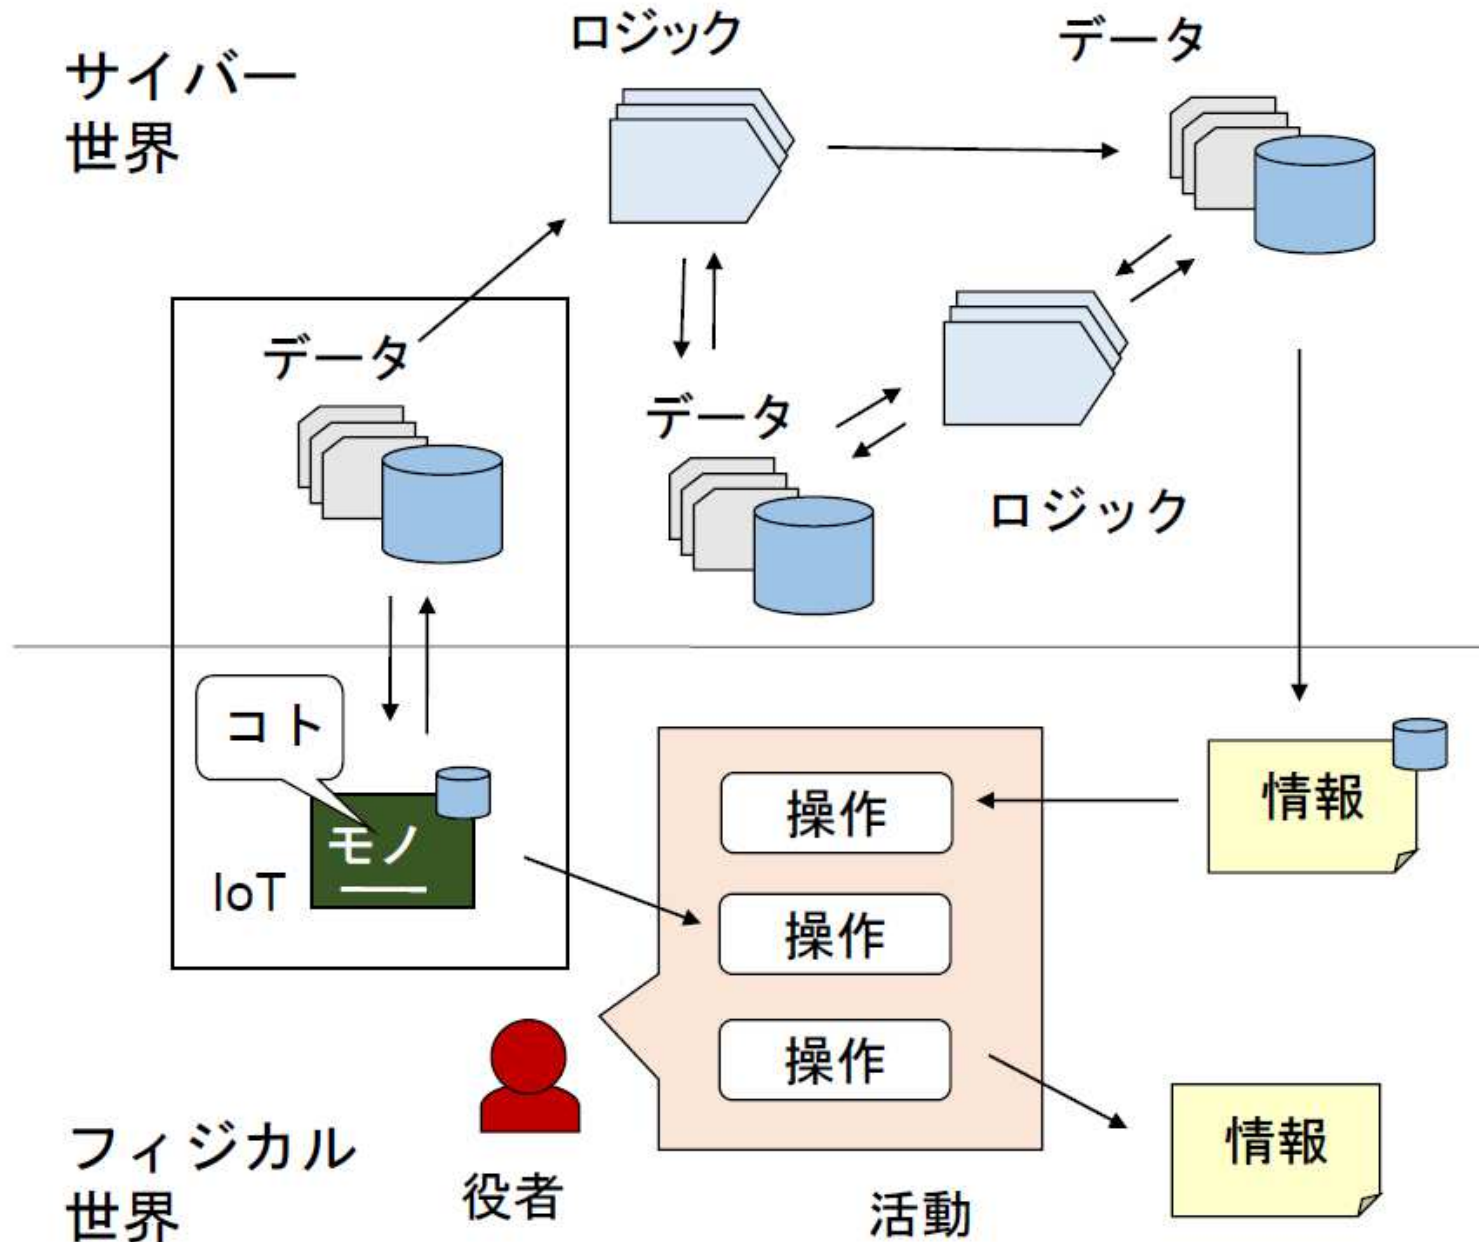 サイバー
世界
ロジック
データ
データ
データ
ロジック
コト
モノ
IoT
操作
操作
操作
情報
情報
役者
活動
フィジカル
世界